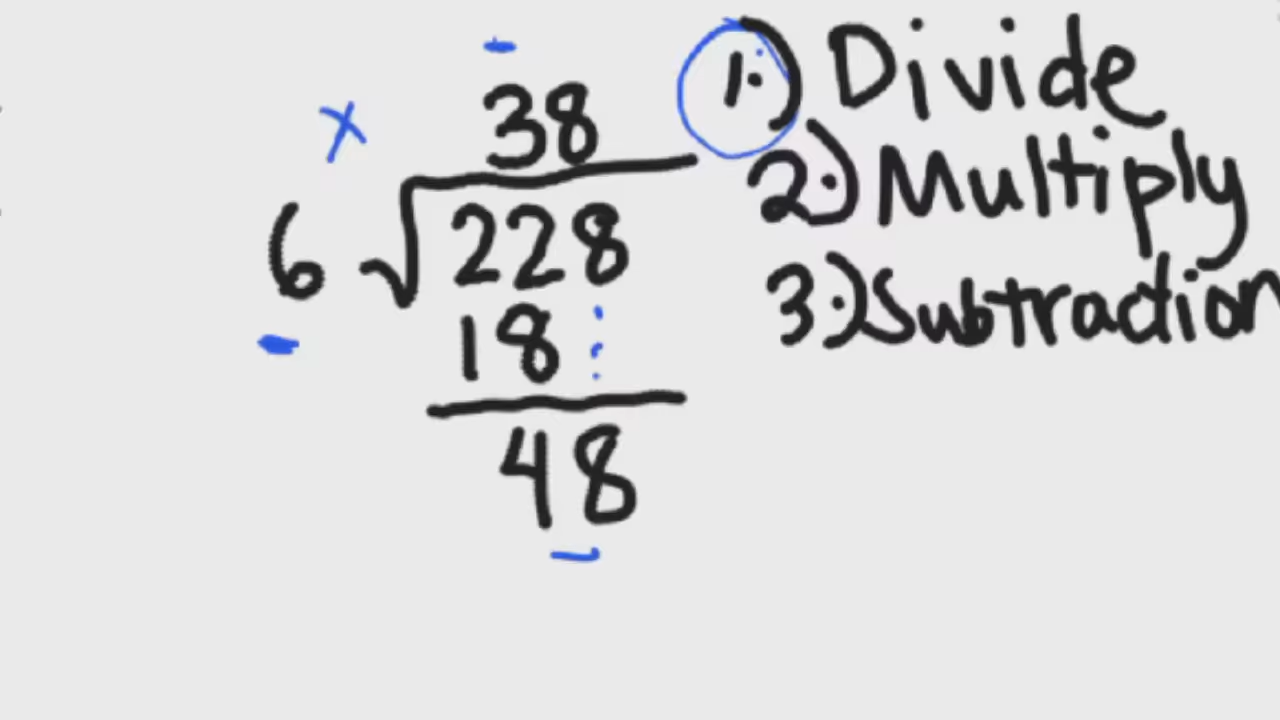 38
6 √228
18
48
1.) Divide
2.) Multiply
3.) Subtraction
x